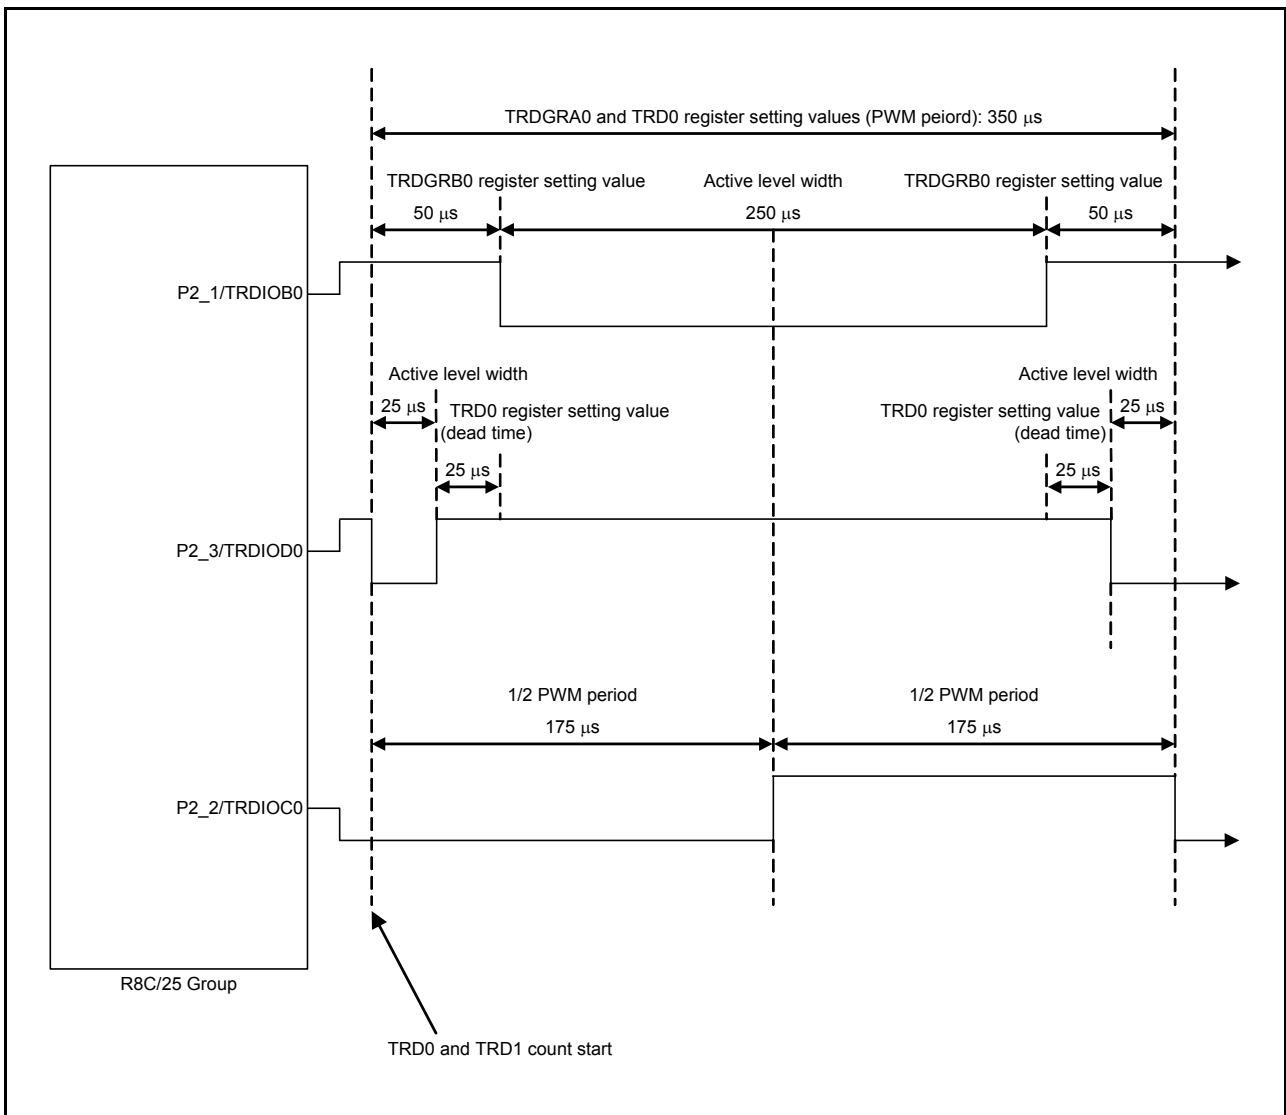 TRDGRA0 and TRD0 register setting values (PWM peiord): 350 μs
TRDGRB0 register setting value
Active level width
TRDGRB0 register setting value
50 μs
250 μs
50 μs
P2_1/TRDIOB0
Active level width
Active level width
25 μs
TRD0 register setting value
(dead time)
TRD0 register setting value
(dead time)
25 μs
25 μs
25 μs
P2_3/TRDIOD0
1/2 PWM period
1/2 PWM period
175 μs
175 μs
P2_2/TRDIOC0
R8C/25 Group
TRD0 and TRD1 count start